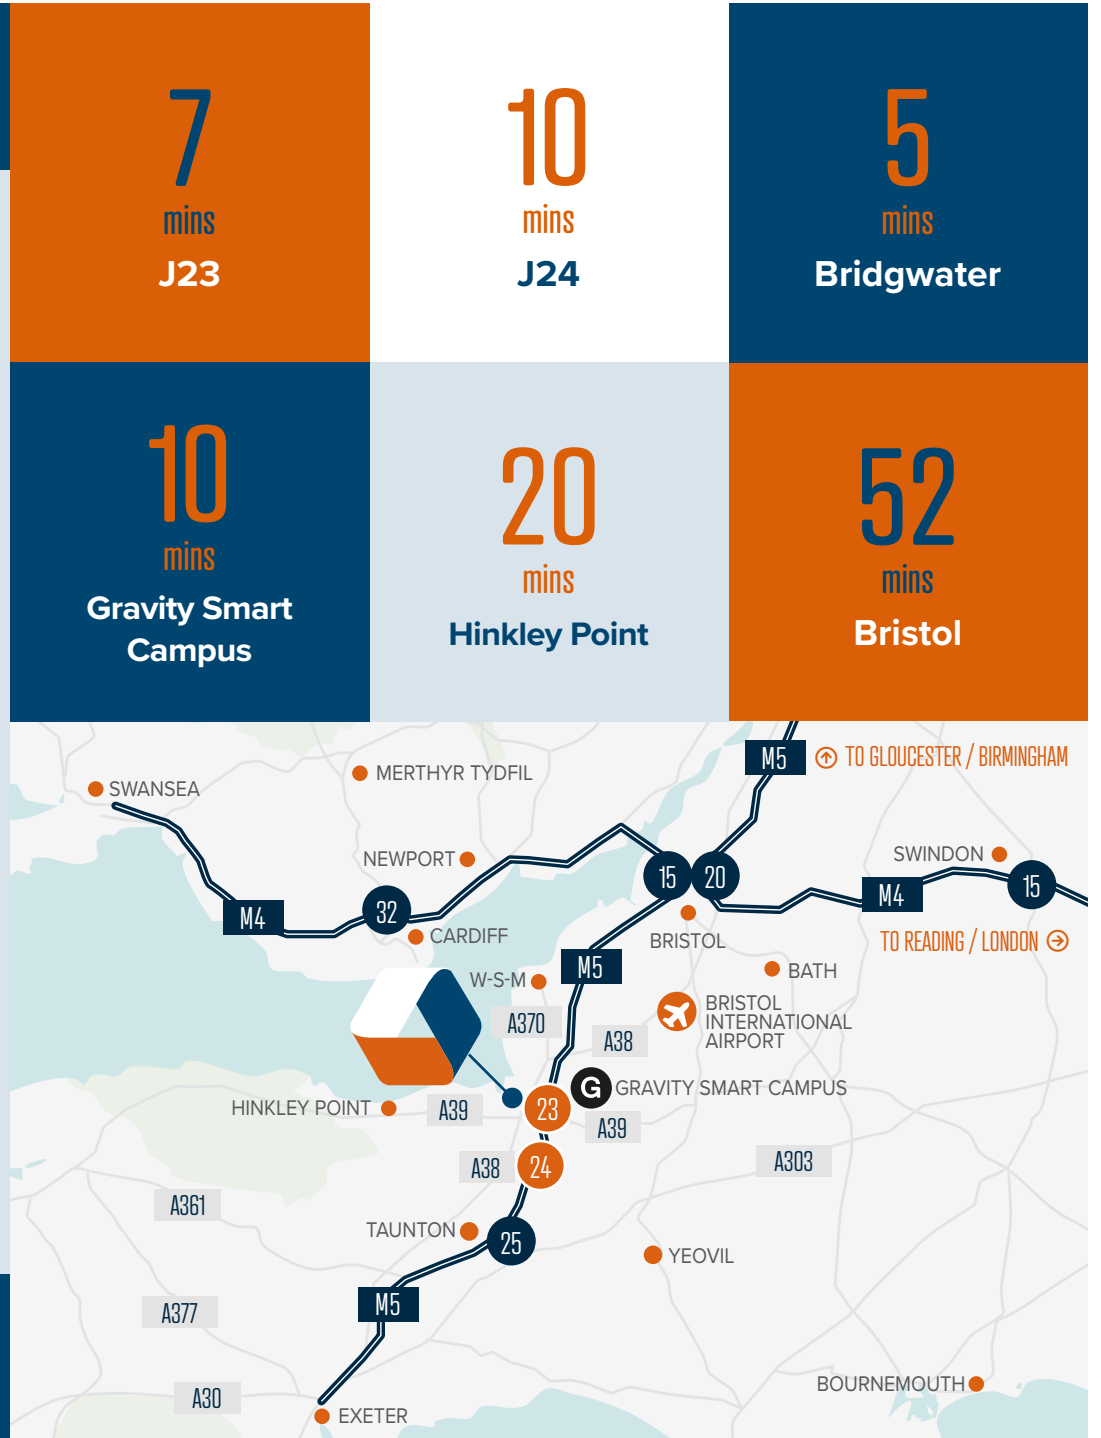 7
mins
J23
10
mins
J24
5
mins
Bridgwater
10
mins
Gravity Smart
Campus
20
mins
Hinkley Point
52
mins
Bristol
M5
TO GLOUCESTER / BIRMINGHAM
MERTHYR TYDFIL
SWANSEA
NEWPORT
SWINDON
15
20
15
M4
32
M4
CARDIFF
BRISTOL
TO READING / LONDON
W-S-M
M5
BATH
BRISTOL
INTERNATIONAL
AIRPORT
A370
A38
G
GRAVITY SMART CAMPUS
HINKLEY POINT
A39
23
A39
A38
24
A303
A361
TAUNTON
25
YEOVIL
M5
A377
A30
BOURNEMOUTH
EXETER